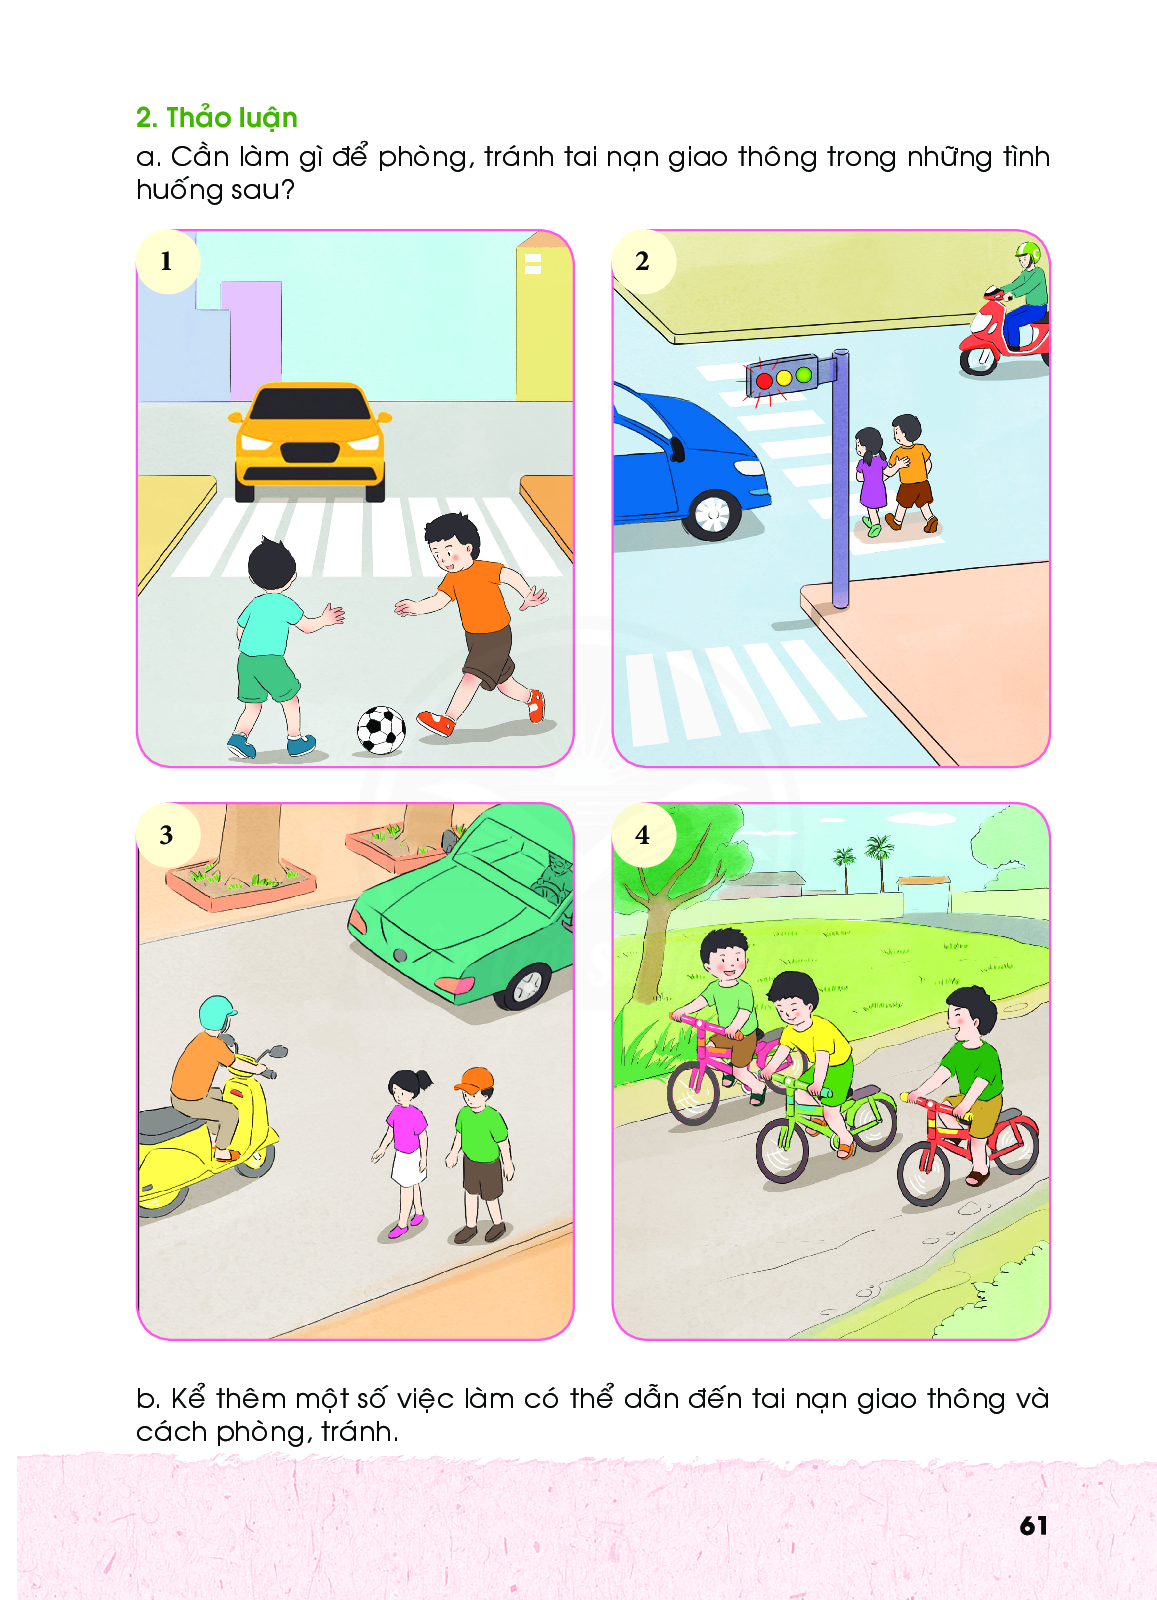 2. Thảo luận
a. Cần làm gì để phòng, tránh tai nạn giao thông trong những tình
huống sau?
1
2
3
4
b. Kể thêm một số việc làm có thể dẫn đến tai nạn giao thông và
cách phòng, tránh.
61